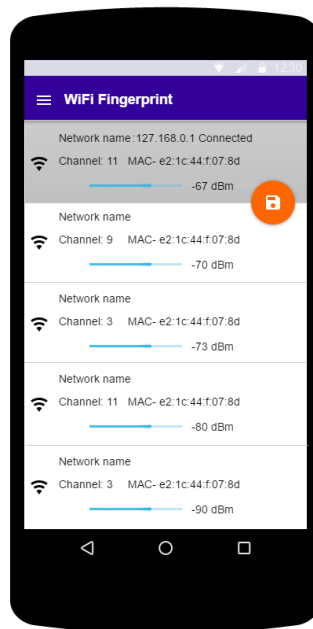 12:30
WiFi Fingerprint
Network name :127.168.0.1 Connected
Channel: 11 MAC- e2:1c:44:f:07:8d
-67 dBm
Network name
Channel: 9 MAC- e2:1c:44:f:07:8d
-70 dBm
Network name
Channel: 3 MAC- e2:1c:44:f:07:8d
-73 dBm
Network name
Channel: 11 MAC- e2:1c:44:f:07:8d
-80 dBm
Network name
Channel: 3 MAC- e2:1c:44:f:07:8d
-90 dBm